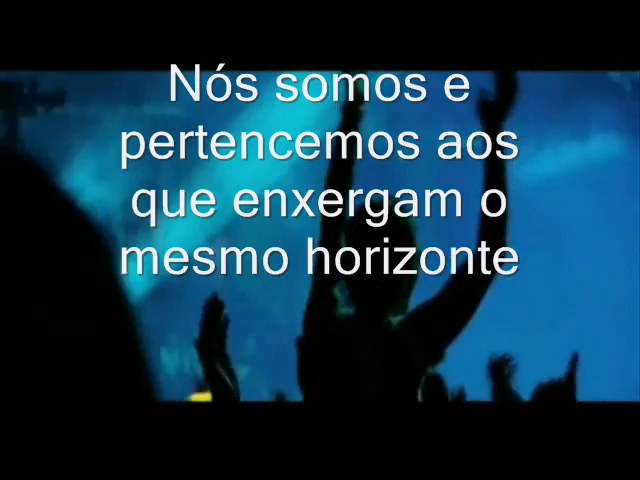 Nós somos e
pertencemos aos
que enxergam o
mesmo horizonte